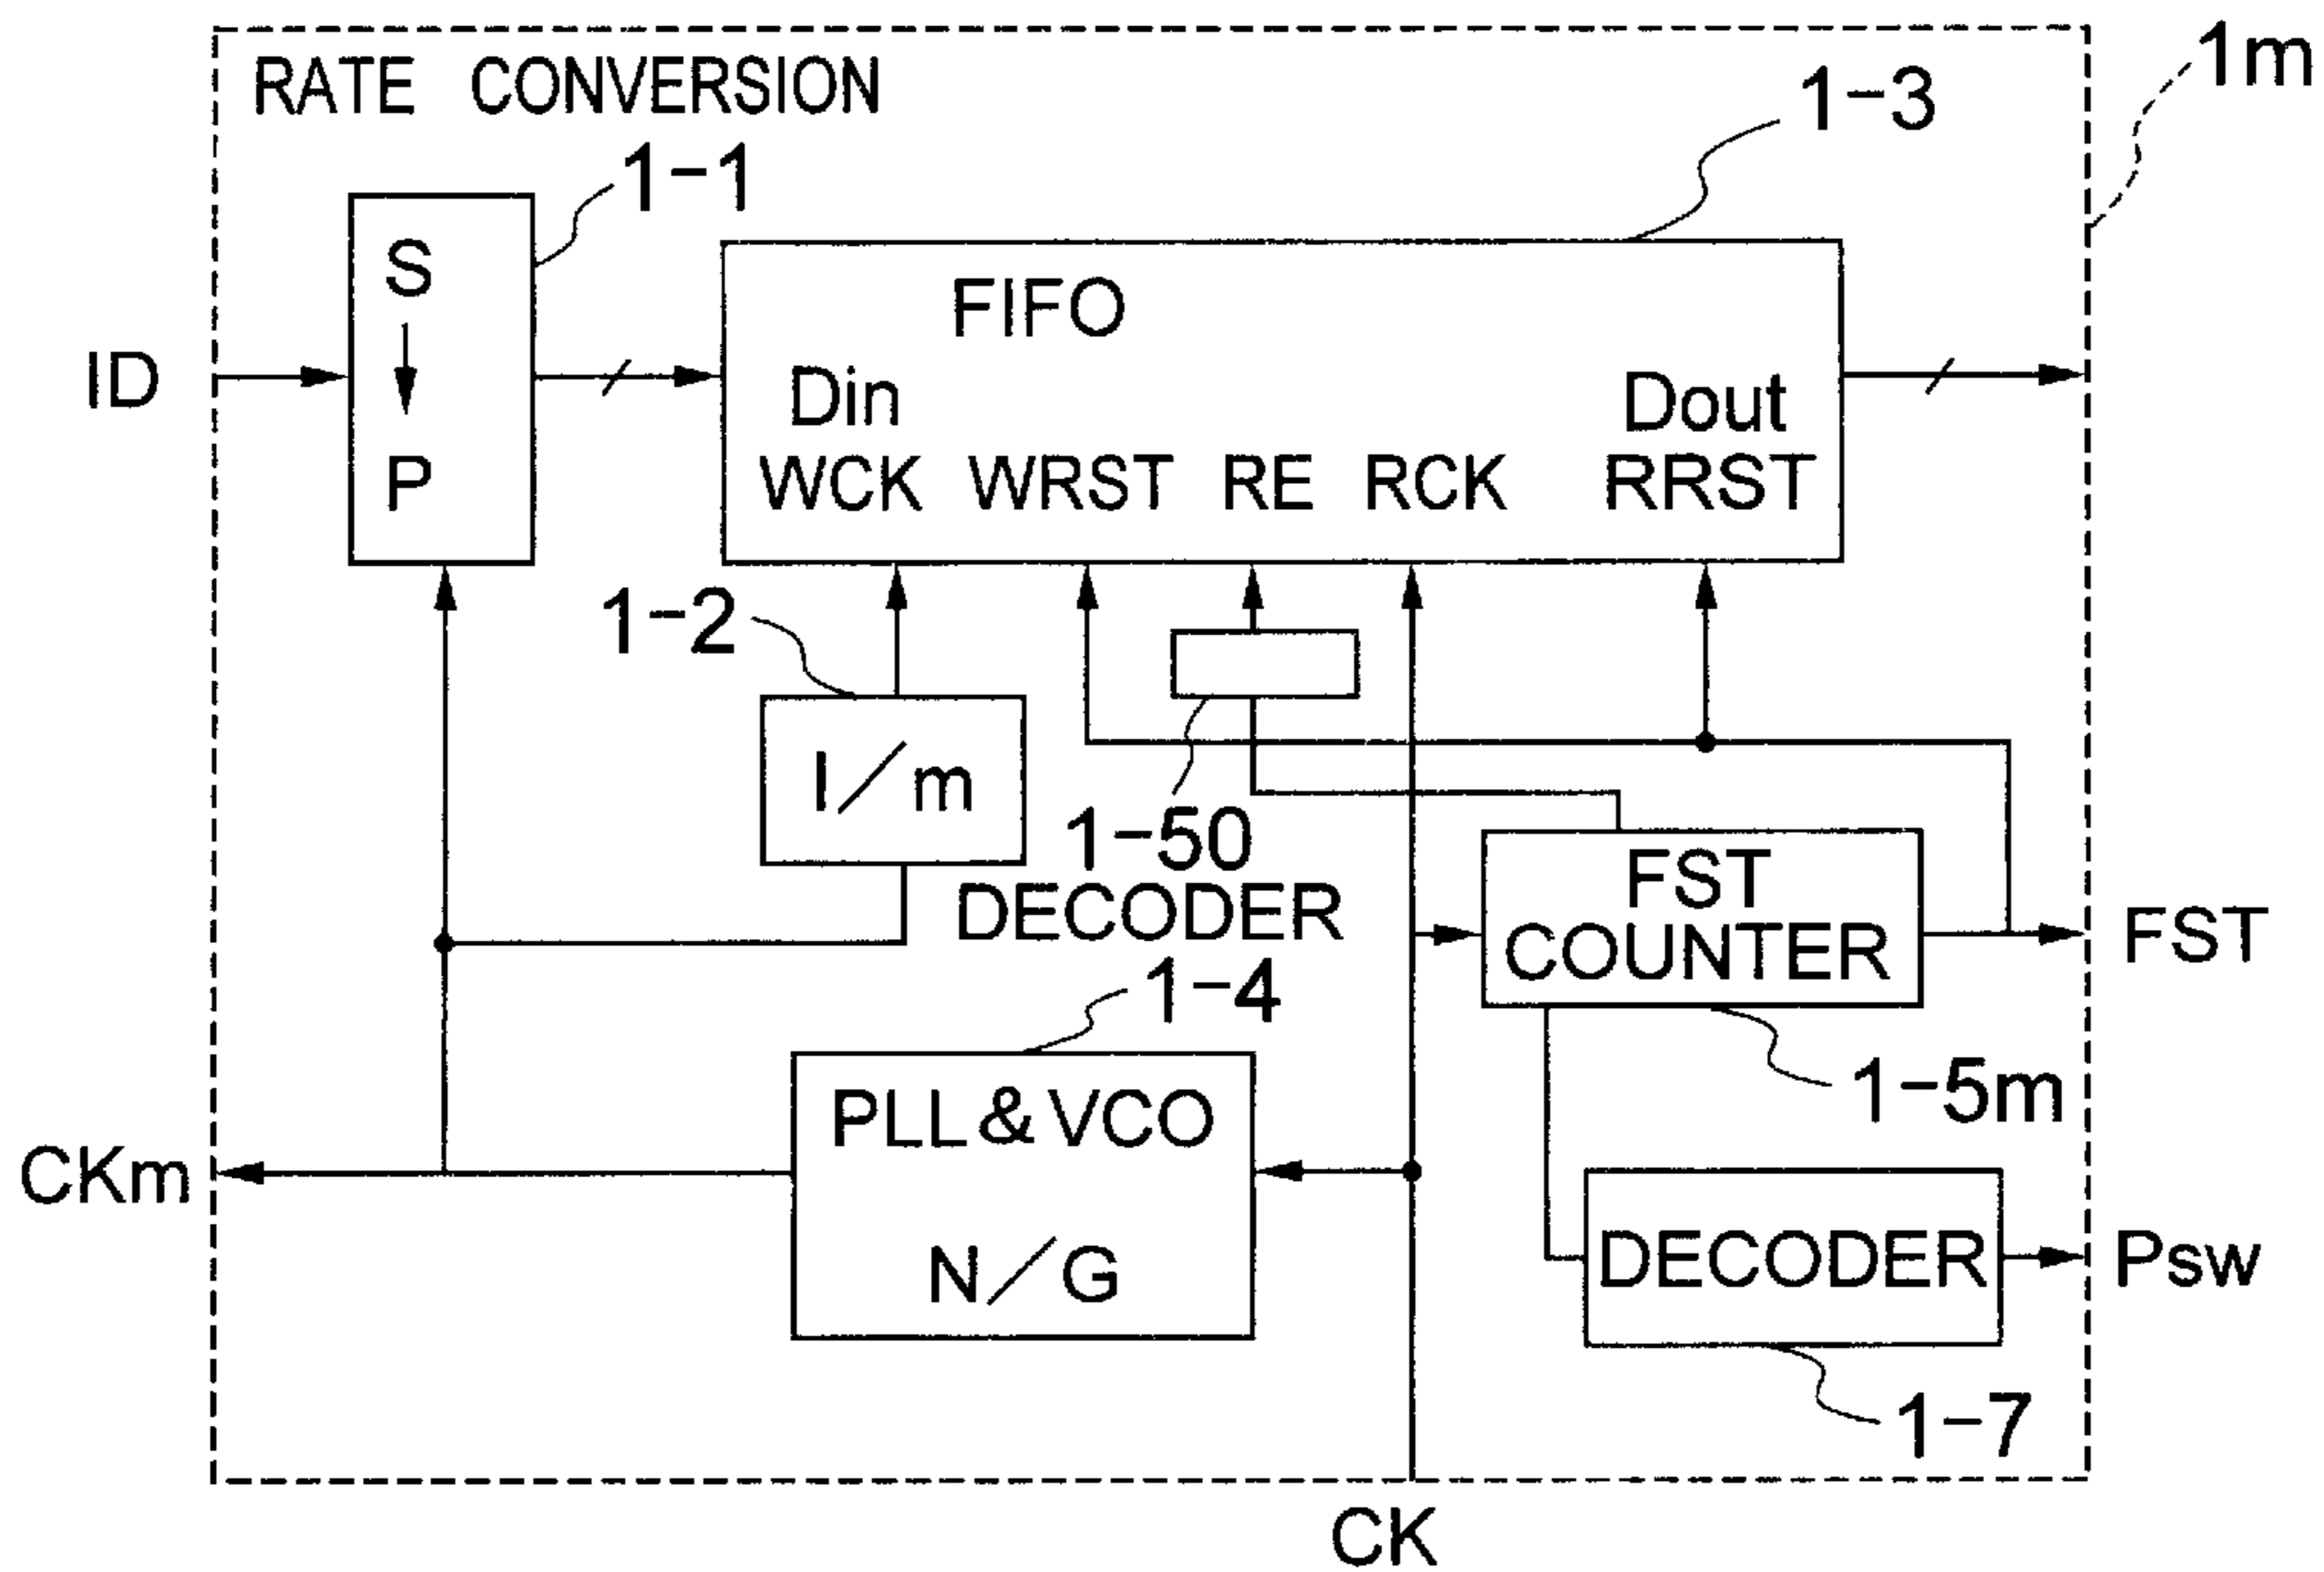 RATE CONVERSION
1m
1-3
1-1
S
P
FIFO
ID
Din
Dout
WCK WRST RE RCK RRST
1-2
I/m
1-50
DECODER
FST
COUNTER
FST
1-4
1-5m
PLL & VCO
N/G
CKm
DECODER
Psw
1-7
CK